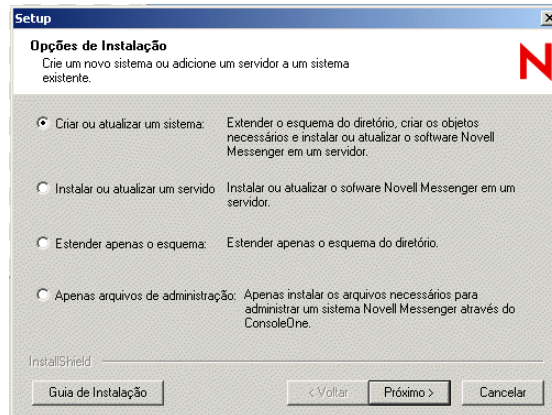 Setup
Opções de Instalação
Crie um novo sistema ou adicione um servidor a um sistema
existente.
N
Criar ou atualizar um sistema:
Extender o esquema do diretório, criar os objetos
necessários e instalar ou atualizar o software Novell
Messenger em um servidor.
Instalar ou atualizar um servido
Instalar ou atualizar o sofware Novell Messenger em um
servidor.
Estender apenas o esquema:
Estender apenas o esquema do diretório.
Apenas arquivos de administração:
Apenas instalar os arquivos necessários para
administrar um sistema Novell Messenger através do
ConsoleOne.
InstallShield
Guia de Instalação
< Voltar
Próximo >
Cancelar